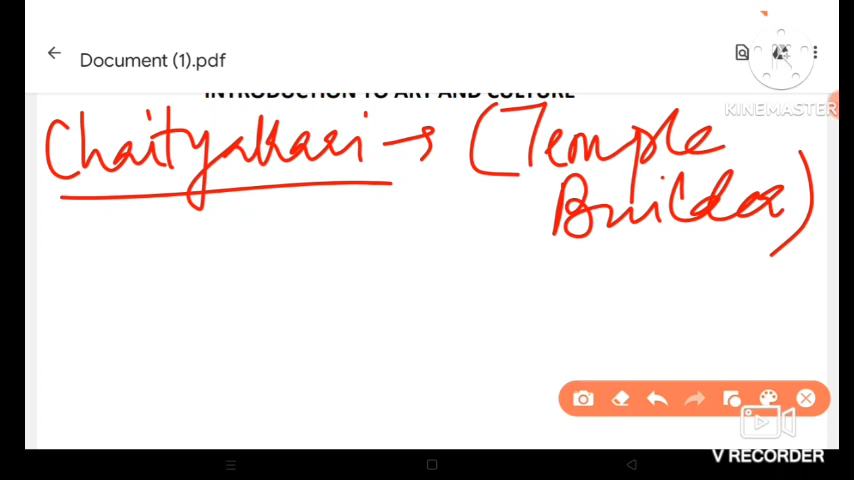 Document (1).pdf
KINEMASTER
INTRODUCTION TO ART AND CULTURE
Chaityakari → (Temple
Builder)
V RECORDER